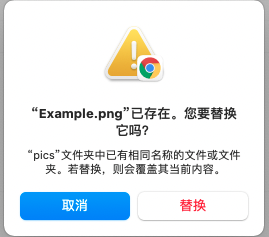 “Example.png”已存在。您要替换
它吗？
“pics”文件夹中已有相同名称的文件或文件
夹。若替换，则会覆盖其当前内容。
取消
替换